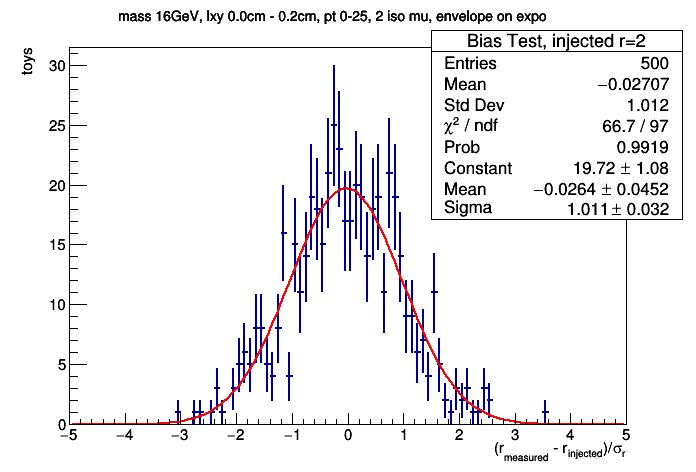 mass 16GeV, lxy 0.0cm - 0.2cm, pt 0-25, 2 iso mu, envelope on expo
Bias Test, injected r=2
Entries 500
Mean −0.02707
Std Dev 1.012
χ² / ndf 66.7 / 97
Prob 0.9919
Constant 19.72 ± 1.08
Mean −0.0264 ± 0.0452
Sigma 1.011 ± 0.032
toys
30
25
20
15
10
5
0
−5 −4 −3 −2 −1 0 1 2 3 4 5
(r_measured - r_injected)/σ_r